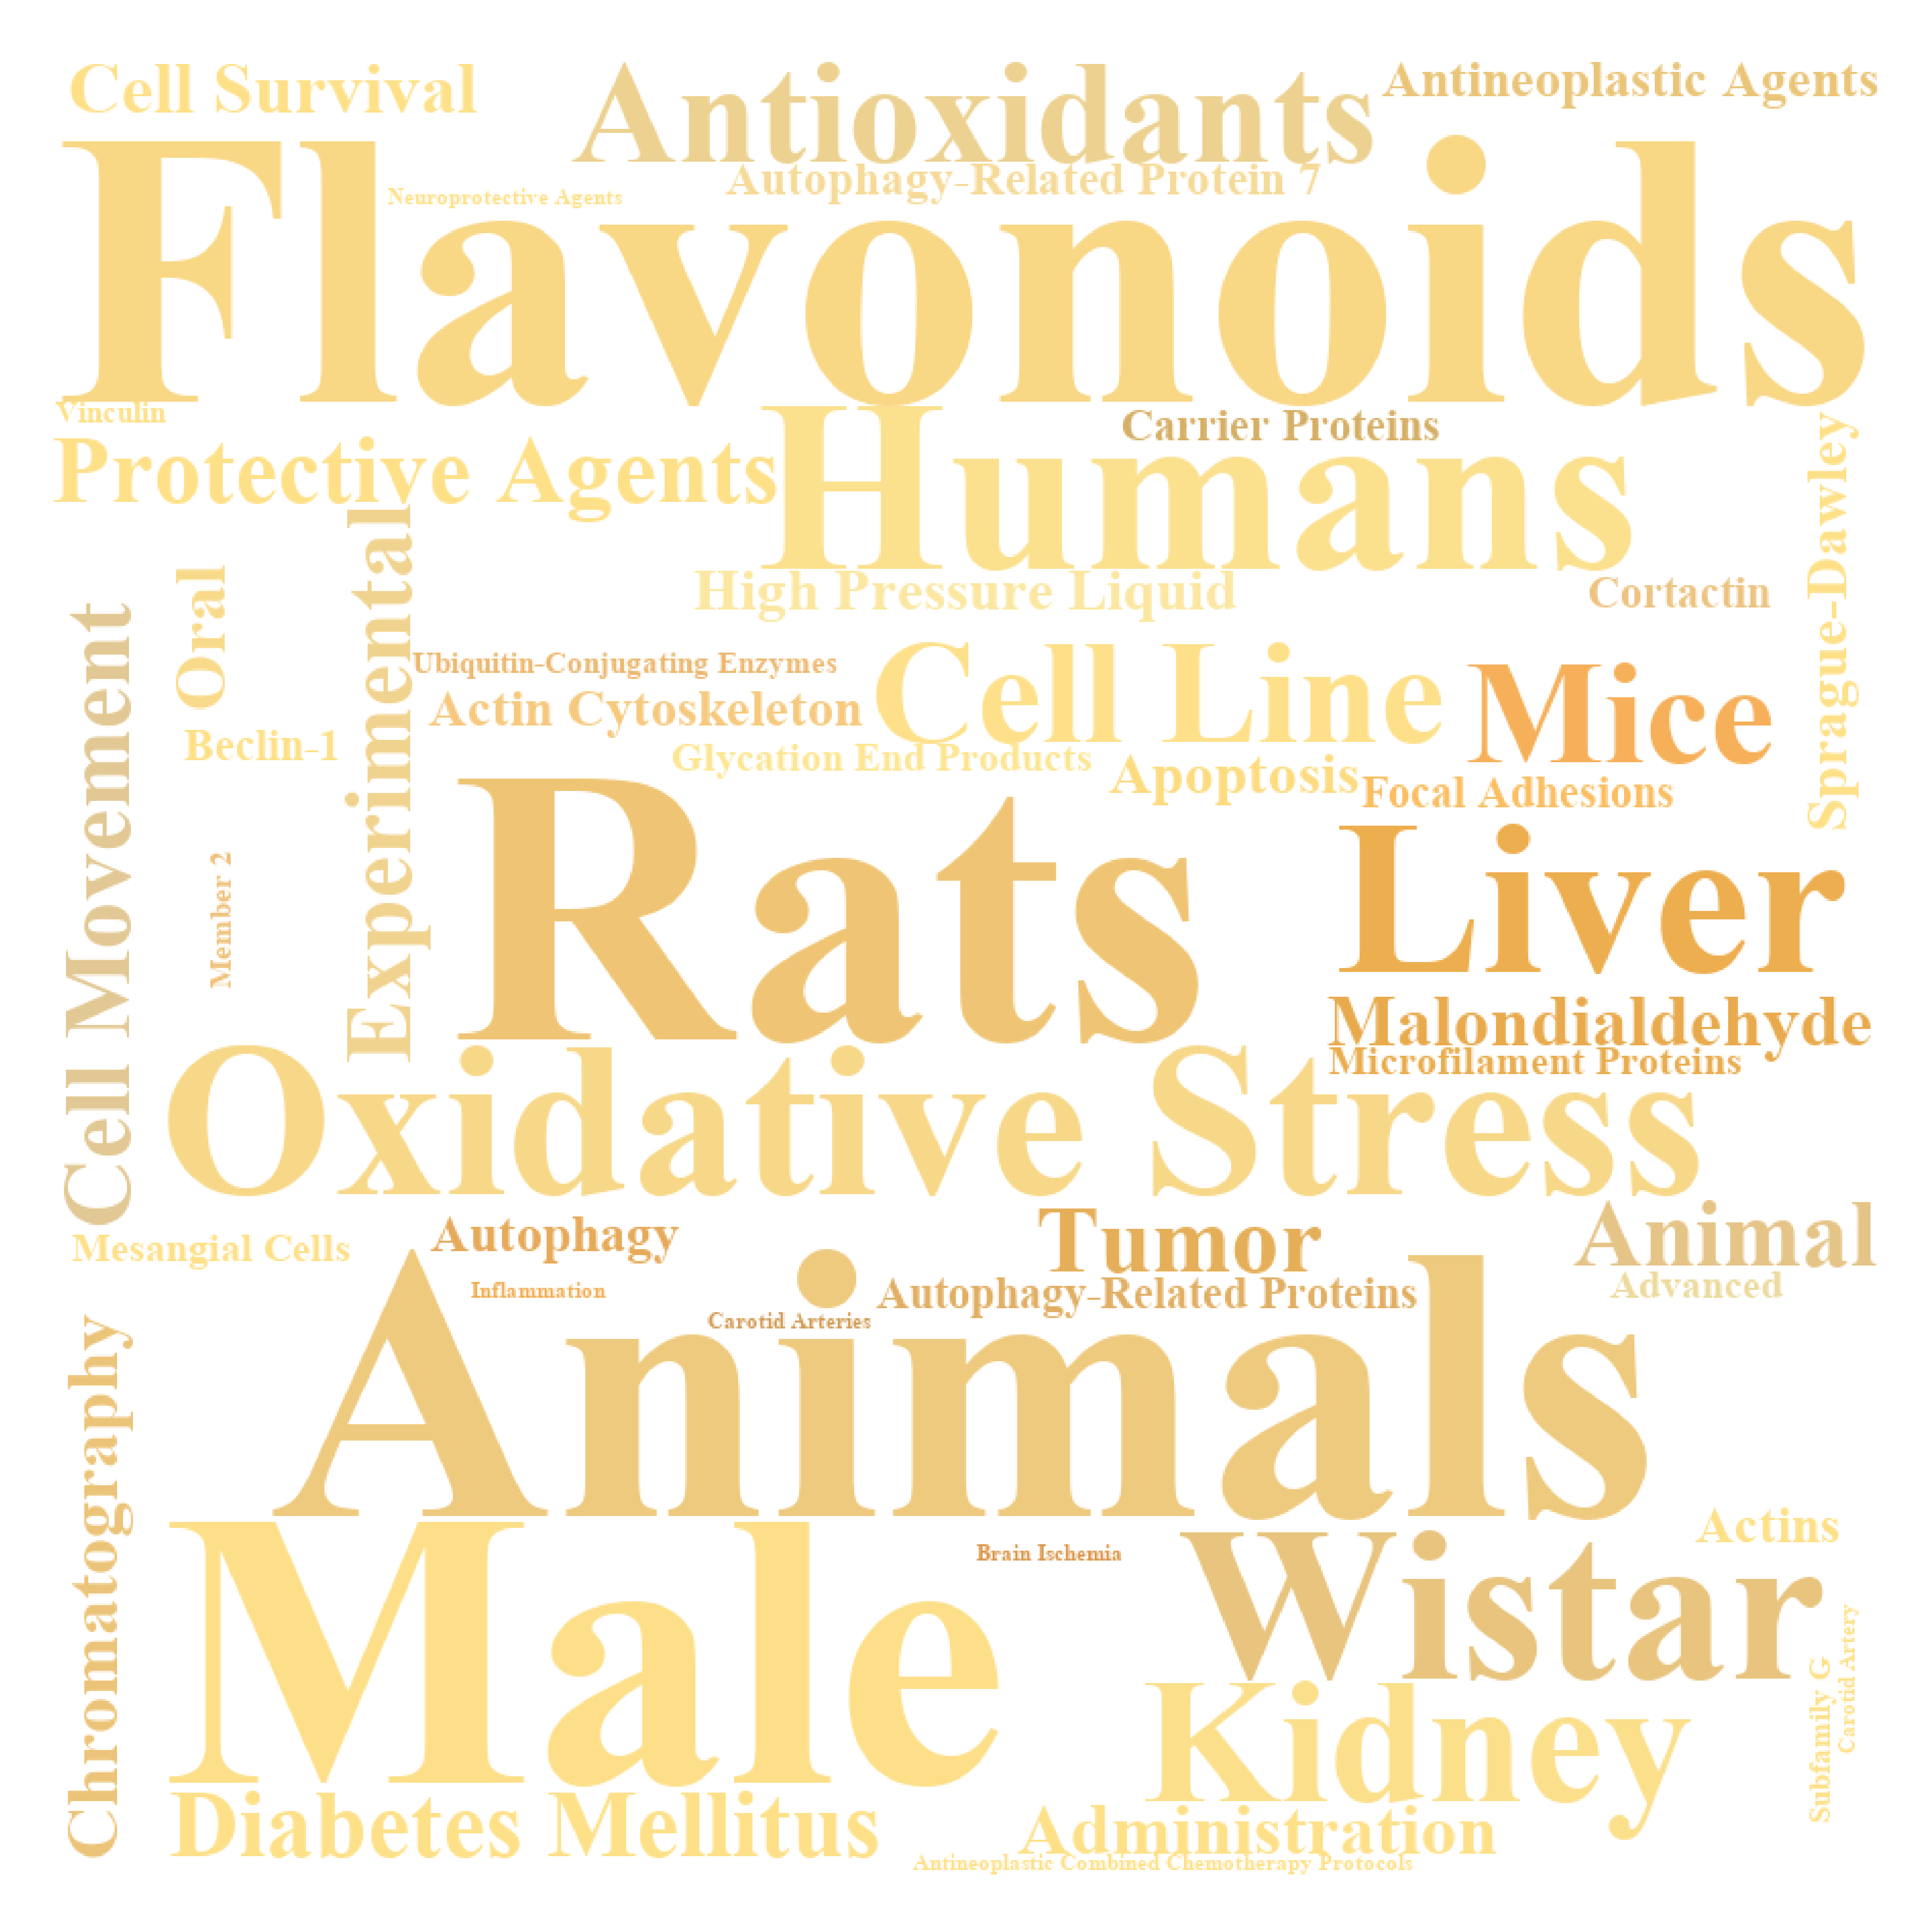 Cell Survival
Antioxidants
Antineoplastic Agents
Flavonoids
Neuroprotective Agents
Autophagy-Related Protein 7
Vinculin
Protective Agents
Humans
Carrier Proteins
Sprague-Dawley
Experimental
Oral
High Pressure Liquid
Cortactin
Cell Movement
Ubiquitin-Conjugating Enzymes
Actin Cytoskeleton
Cell Line
Mice
Beclin-1
Glycation End Products
Apoptosis
Focal Adhesions
Rats
Liver
Member 2
Malondialdehyde
Microfilament Proteins
Oxidative Stress
Mesangial Cells
Autophagy
Tumor
Animal
Inflammation
Autophagy-Related Proteins
Advanced
Carotid Arteries
Animals
Chromatography
Male
Brain Ischemia
Wistar
Actins
Subfamily G
Carotid Artery
Kidney
Diabetes Mellitus
Administration
Antineoplastic Combined Chemotherapy Protocols